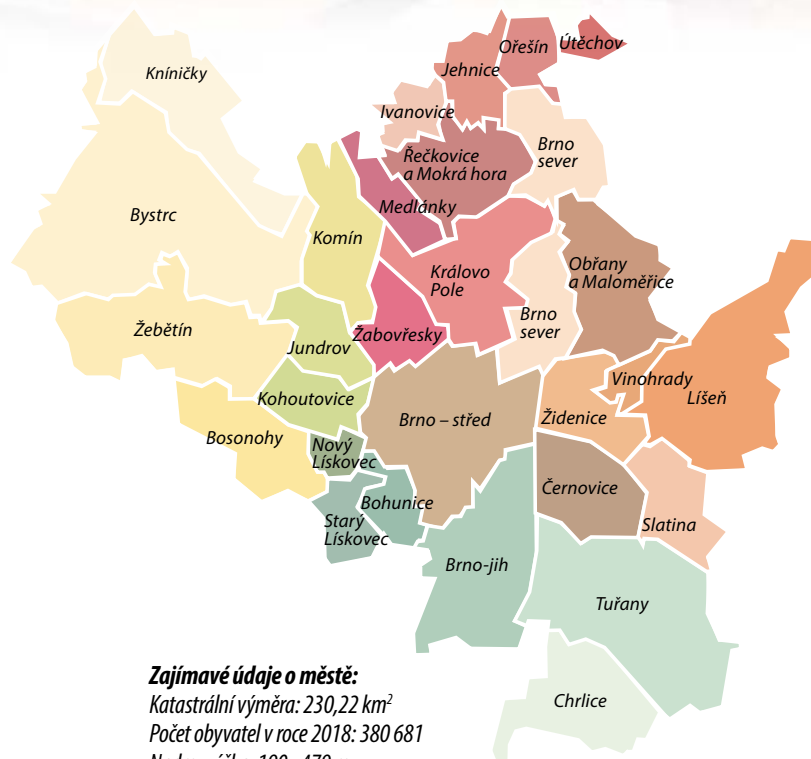 Kníničky
Ořešín
Útěchov
Jehnice
Ivanovice
Řečkovice
a Mokrá hora
Brno
sever
Medlánky
Bystrc
Komín
Královo
Pole
Obřany
a Maloměřice
Brno
sever
Žebětín
Jundrov
Žabovřesky
Vinohrady
Líšeň
Kohoutovice
Brno – střed
Židenice
Bosonohy
Nový
Lískovec
Bohunice
Černovice
Starý
Lískovec
Slatina
Brno-jih
Tuřany
Chrlice
Zajímavé údaje o městě:
Katastrální výměra: 230,22 km²
Počet obyvatel v roce 2018: 380 681